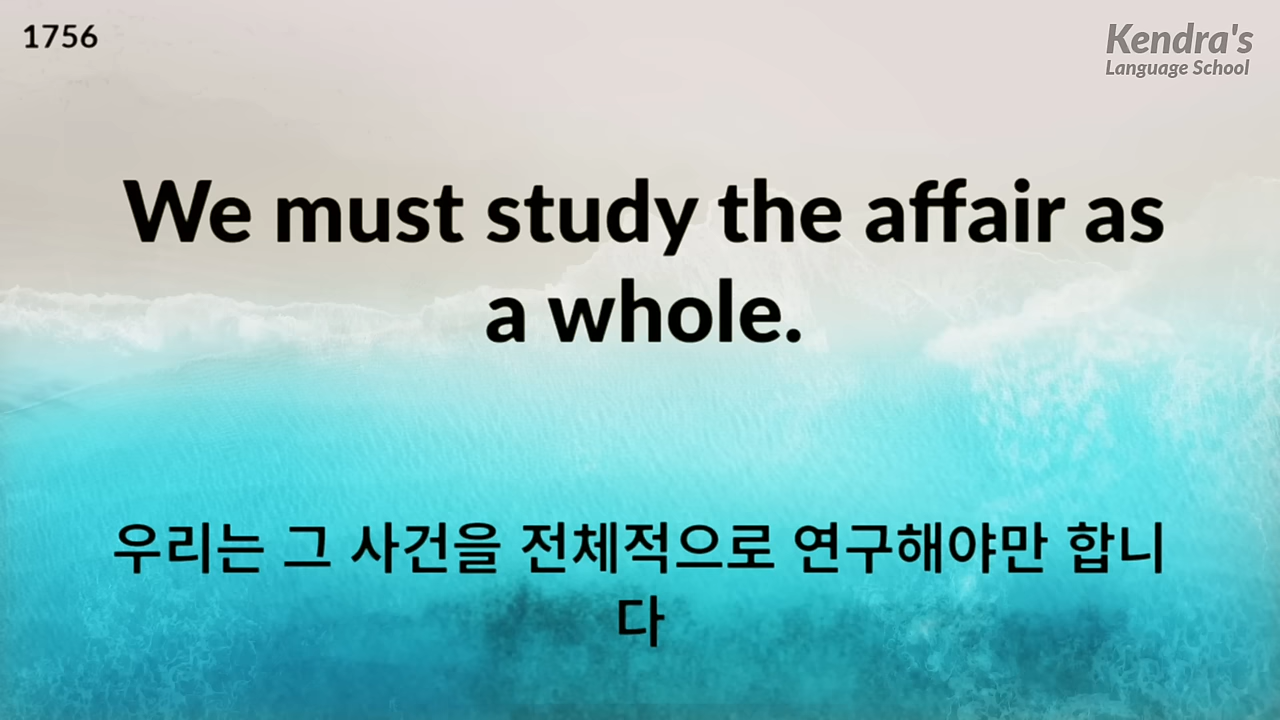 1756
Kendra's
Language School
We must study the affair as
a whole.
우리는 그 사건을 전체적으로 연구해야만 합니
다